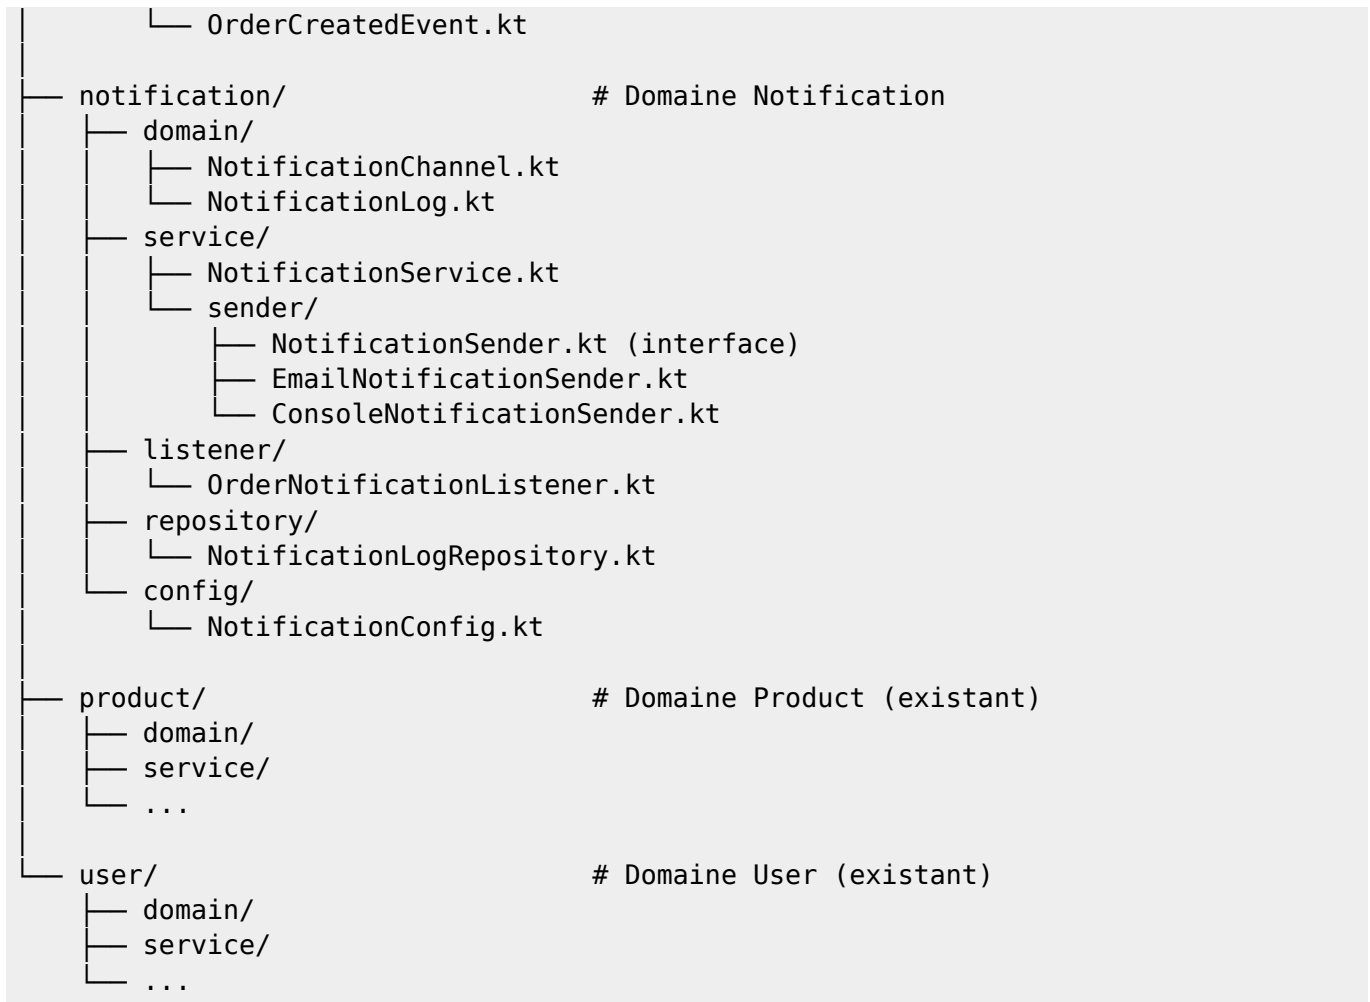 │       └── OrderCreatedEvent.kt
│
├── notification/                   # Domaine Notification
│   ├── domain/
│   │   ├── NotificationChannel.kt
│   │   └── NotificationLog.kt
│   ├── service/
│   │   ├── NotificationService.kt
│   │   └── sender/
│   │       ├── NotificationSender.kt (interface)
│   │       ├── EmailNotificationSender.kt
│   │       └── ConsoleNotificationSender.kt
│   ├── listener/
│   │   └── OrderNotificationListener.kt
│   ├── repository/
│   │   └── NotificationLogRepository.kt
│   └── config/
│       └── NotificationConfig.kt
│
├── product/                        # Domaine Product (existant)
│   ├── domain/
│   ├── service/
│   └── ...
│
└── user/                           # Domaine User (existant)
    ├── domain/
    ├── service/
    └── ...